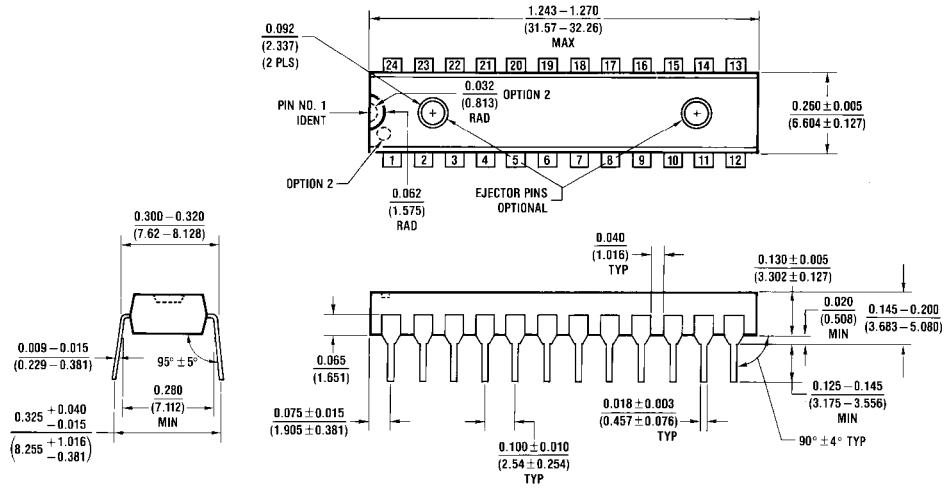 1.243 – 1.270
(31.57 – 32.26)
MAX
0.092
(2.337)
(2 PLS)
24 23 22 21 20 19 18 17 16 15 14 13
0.032
(0.813)
RAD
OPTION 2
PIN NO. 1
IDENT
0.260 ± 0.005
(6.604 ± 0.127)
1 2 3 4 5 6 7 8 9 10 11 12
OPTION 2
0.062
(1.575)
RAD
EJECTOR PINS
OPTIONAL
0.300 – 0.320
(7.62 – 8.128)
0.040
(1.016)
TYP
0.130 ± 0.005
(3.302 ± 0.127)
0.020
(0.508)
MIN
0.145 – 0.200
(3.683 – 5.080)
0.009 – 0.015
(0.229 – 0.381)
95° ± 5°
0.280
(7.112)
MIN
0.065
(1.651)
0.325 + 0.040
– 0.015
(8.255 + 1.016
– 0.381)
0.075 ± 0.015
(1.905 ± 0.381)
0.100 ± 0.010
(2.54 ± 0.254)
TYP
0.018 ± 0.003
(0.457 ± 0.076)
TYP
0.125 – 0.145
(3.175 – 3.556)
MIN
90° ± 4° TYP